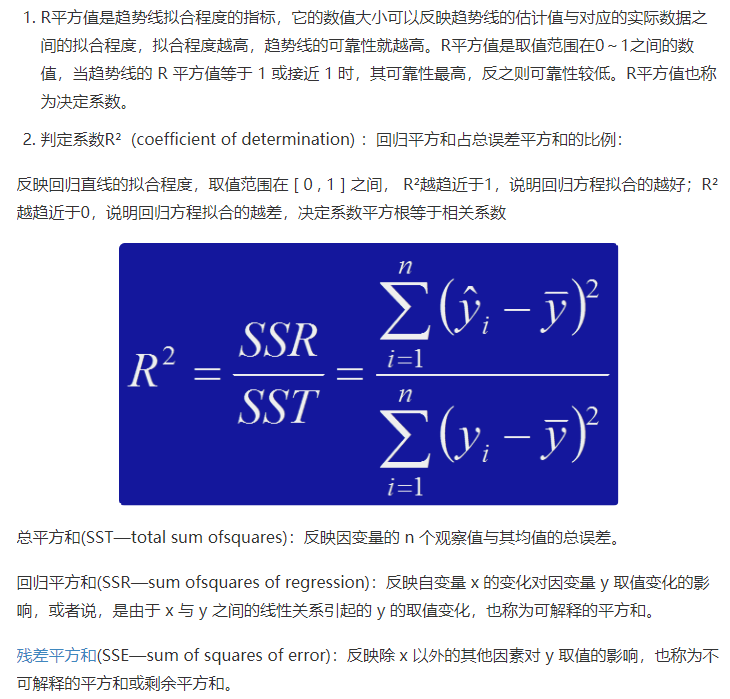 1. R平方值是趋势线拟合程度的指标，它的数值大小可以反映趋势线的估计值与对应的实际数据之
间的拟合程度，拟合程度越高，趋势线的可靠性就越高。R平方值是取值范围在0～1之间的数
值，当趋势线的 R 平方值等于 1 或接近 1 时，其可靠性最高，反之则可靠性较低。R平方值也称
为决定系数。
2. 判定系数R²（coefficient of determination) ：回归平方和占总误差平方和的比例：
反映回归直线的拟合程度，取值范围在 [ 0 , 1 ] 之间， R²越趋近于1，说明回归方程拟合的越好；R²
越趋近于0，说明回归方程拟合的越差，决定系数平方根等于相关系数
R² = SSR/SST = ∑_{i=1}^{n}(ŷ_i − ȳ)² / ∑_{i=1}^{n}(y_i − ȳ)²
总平方和(SST—total sum ofsquares)：反映因变量的 n 个观察值与其均值的总误差。
回归平方和(SSR—sum ofsquares of regression)：反映自变量 x 的变化对因变量 y 取值变化的影
响，或者说，是由于 x 与 y 之间的线性关系引起的 y 的取值变化，也称为可解释的平方和。
残差平方和(SSE—sum of squares of error)：反映除 x 以外的其他因素对 y 取值的影响，也称为不
可解释的平方和或剩余平方和。